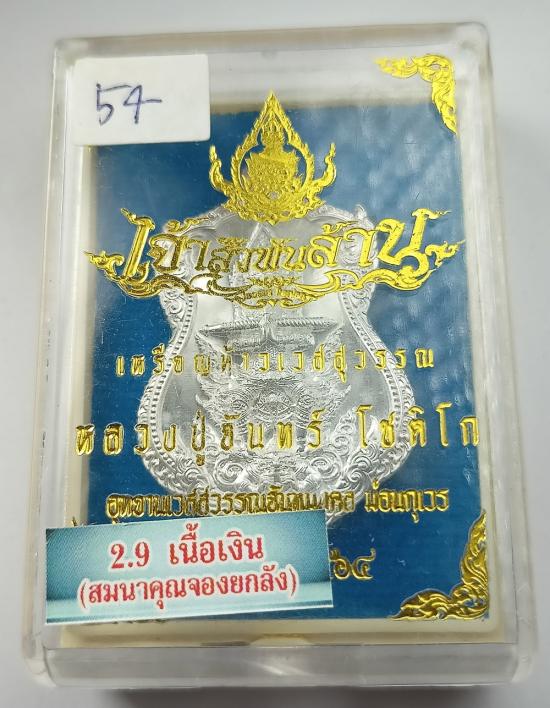 54
เจ้าสัวพันล้าน
เหรียญท้าวเวสสุวรรณ
หลวงปู่จันทร์ โชติโก
2.9 เนื้อเงิน
(สมนาคุณจองยกลัง)
๖๔